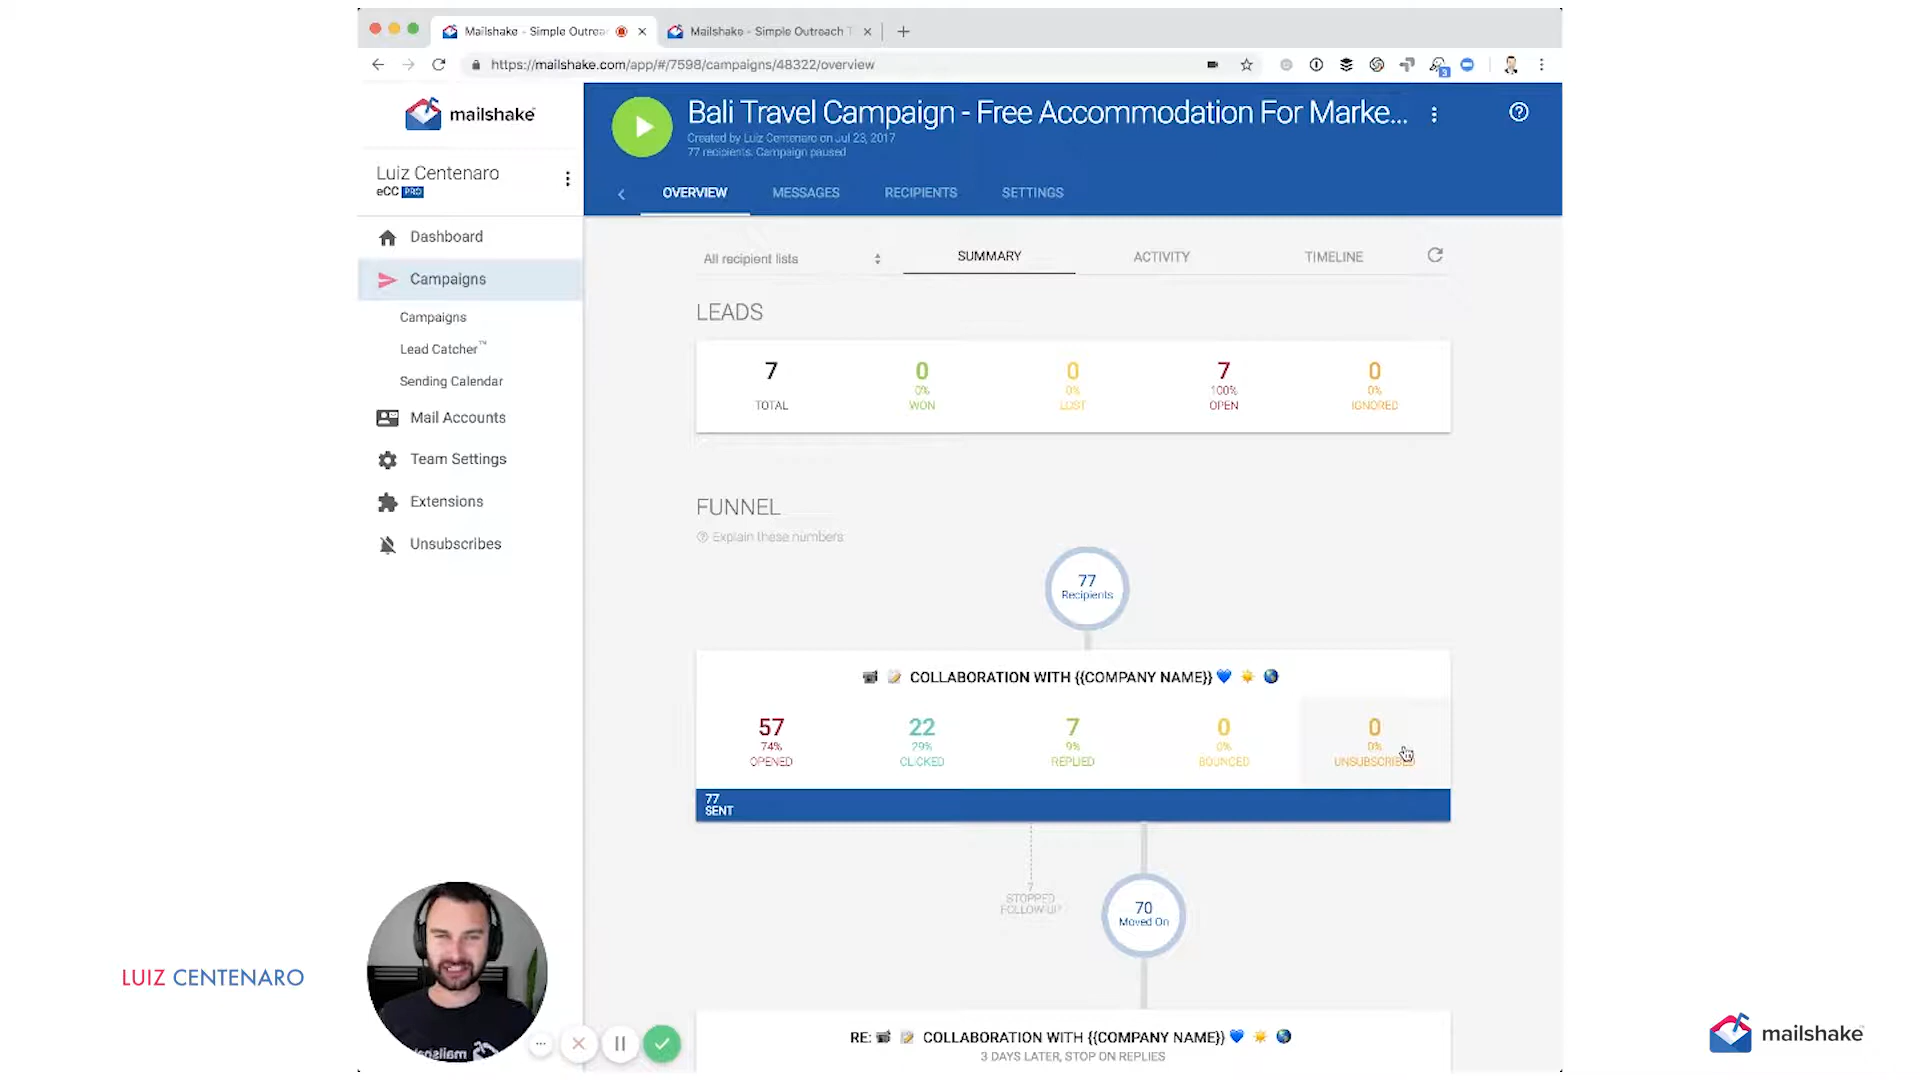 Mailshake - Simple Outrea
Mailshake - Simple Outreach T
https://mailshake.com/app/#/7598/campaigns/48322/overview
3
mailshake
Bali Travel Campaign - Free Accommodation For Marke...
Created by Luiz Centenaro on Jul 23, 2017
77 recipients. Campaign paused
Luiz Centenaro
eCC PRO
OVERVIEW MESSAGES RECIPIENTS SETTINGS
Dashboard
Campaigns
Campaigns
Lead Catcher™
Sending Calendar
Mail Accounts
Team Settings
Extensions
Unsubscribes
All recipient lists SUMMARY ACTIVITY TIMELINE
LEADS
7 0 0 7 0
0% 0% 100% 0%
TOTAL WON LOST OPEN IGNORED
FUNNEL
Explain these numbers
77
Recipients
COLLABORATION WITH {{COMPANY NAME}}
57 22 7 0 0
74% 29% 9% 0% 0%
OPENED CLICKED REPLIED BOUNCED UNSUBSCRIBED
77
SENT
7
STOPPED
FOLLOW-UP
70
Moved On
RE: COLLABORATION WITH {{COMPANY NAME}}
3 DAYS LATER, STOP ON REPLIES
LUIZ CENTENARO
mailshake
mailshake